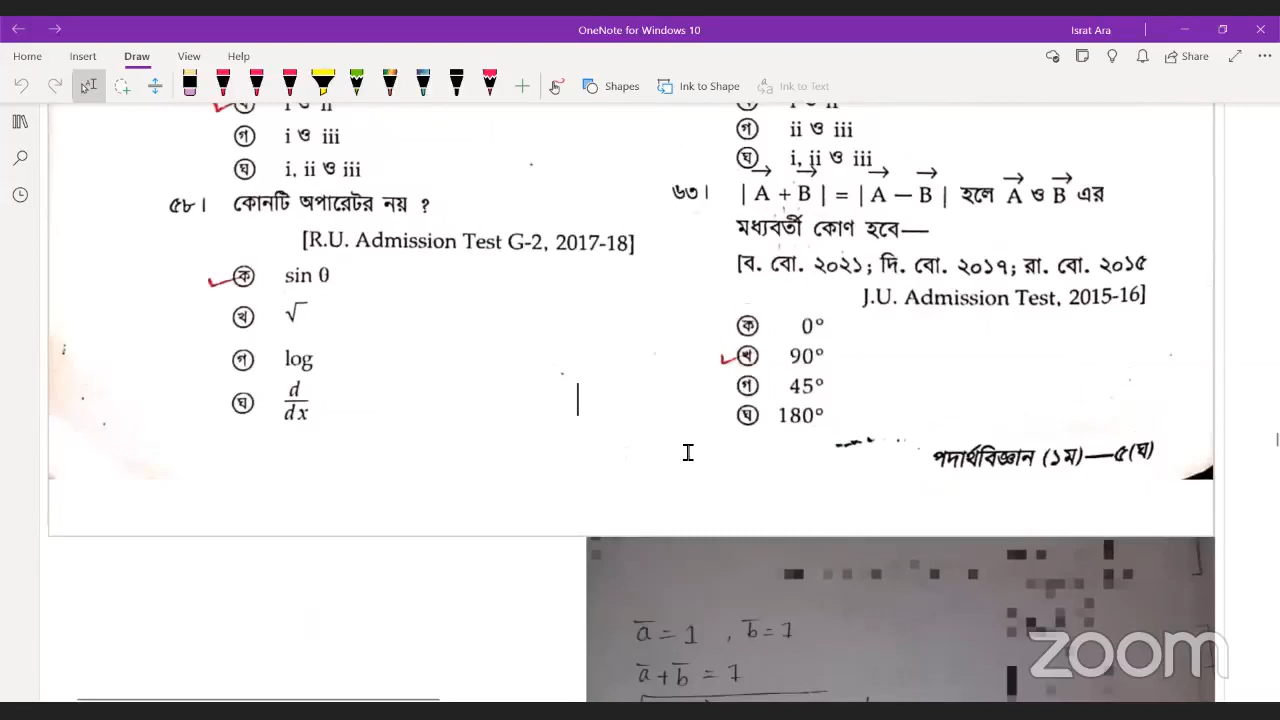 OneNote for Windows 10
Israt Ara
Home Insert Draw View Help
Share
Shapes
Ink to Shape
Ink to Text
i ও ii
গ i ও iii
ঘ i, ii ও iii
৫৮। কোনটি অপারেটর নয় ?
[R.U. Admission Test G-2, 2017-18]
ক sin θ
খ √
গ log
ঘ d/dx
ii
গ ii ও iii
ঘ i, ii ও iii
৬৩। | A⃗ + B⃗ | = | A⃗ − B⃗ | হলে A⃗ ও B⃗ এর
মধ্যবর্তী কোণ হবে—
[ব. বো. ২০২১; দি. বো. ২০১৭; রা. বো. ২০১৫
J.U. Admission Test, 2015-16]
ক 0°
খ 90°
গ 45°
ঘ 180°
পদার্থবিজ্ঞান (১ম)—৫(ঘ)
a̅ = 1 , b̅ = 1
a̅ + b̅ = 1
zoom